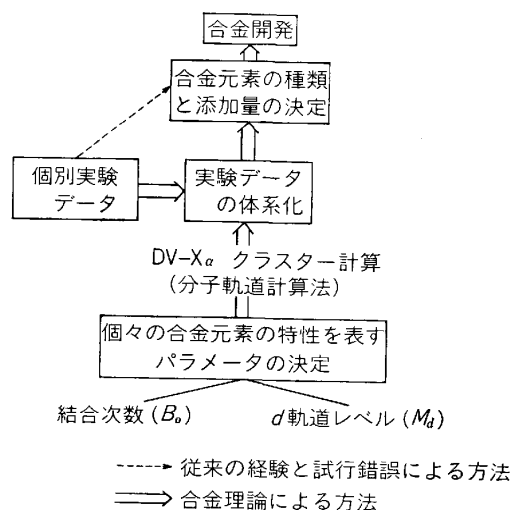 合金開発
合金元素の種類
と添加量の決定
個別実験
データ
実験データ
の体系化
DV-Xα クラスター計算
(分子軌道計算法)
個々の合金元素の特性を表す
パラメータの決定
結合次数 (Bo)
d軌道レベル (Md)
従来の経験と試行錯誤による方法
合金理論による方法